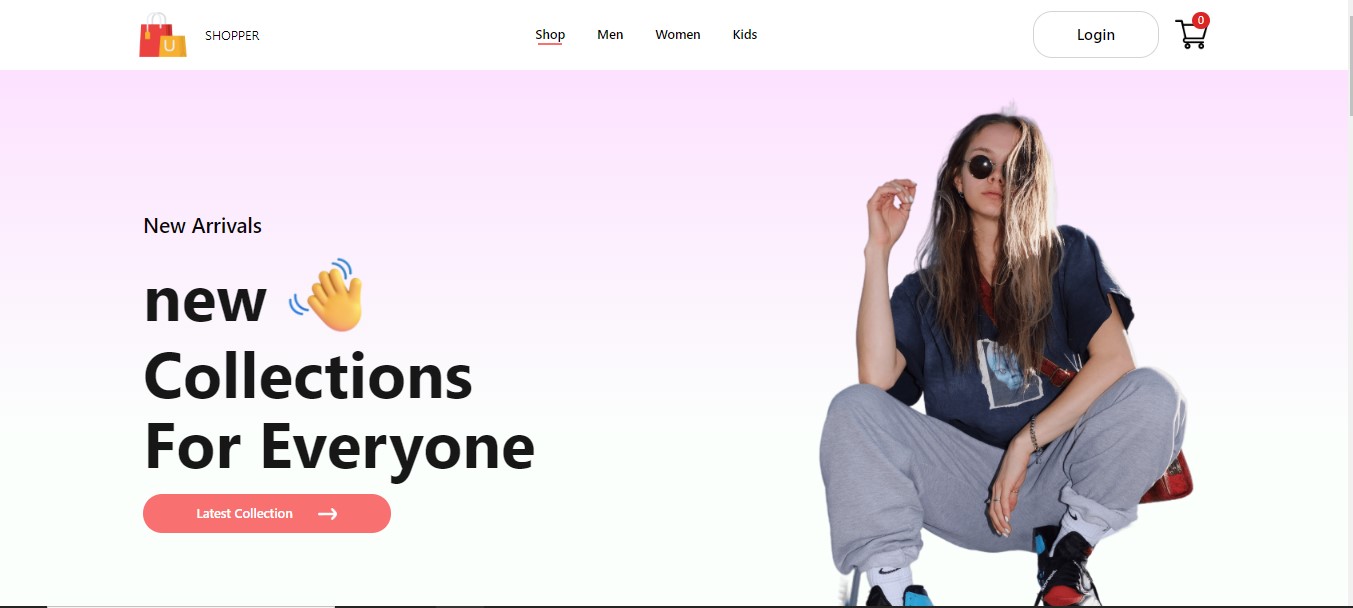 U
SHOPPER
Shop
Men
Women
Kids
Login
0
New Arrivals
new
Collections
For Everyone
Latest Collection